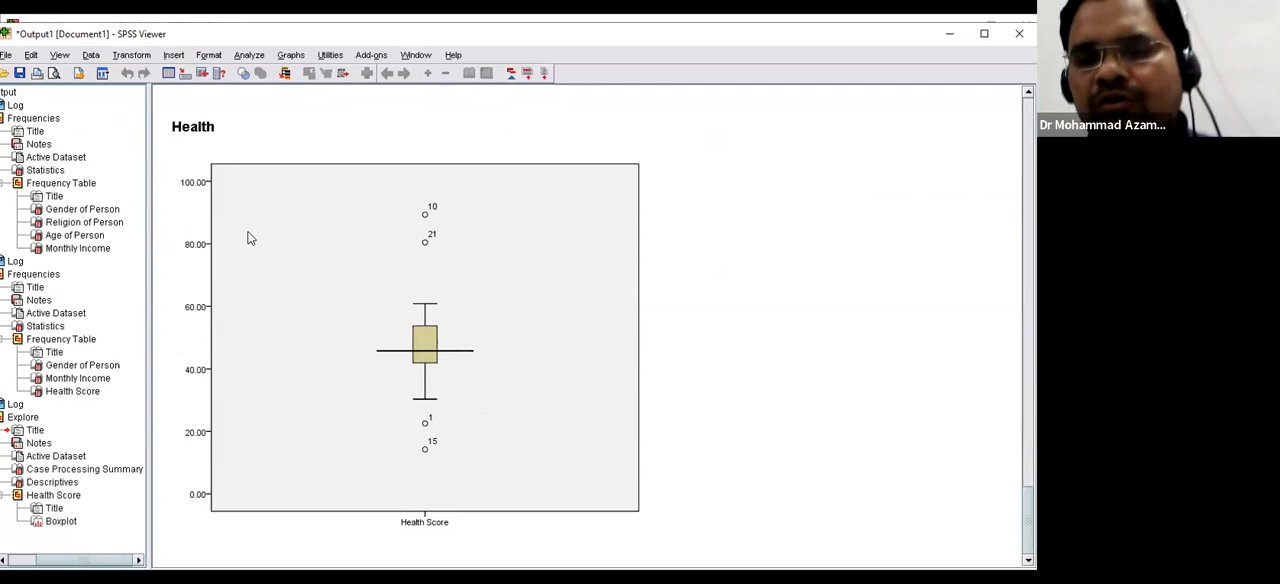 *Output1 [Document1] - SPSS Viewer
File Edit View Data Transform Insert Format Analyze Graphs Utilities Add-ons Window Help
tput
Log
Frequencies
Title
Notes
Active Dataset
Statistics
Frequency Table
Title
Gender of Person
Religion of Person
Age of Person
Monthly Income
Log
Frequencies
Title
Notes
Active Dataset
Statistics
Frequency Table
Title
Gender of Person
Monthly Income
Health Score
Log
Explore
Title
Notes
Active Dataset
Case Processing Summary
Descriptives
Health Score
Title
Boxplot
Health
100.00
80.00
60.00
40.00
20.00
0.00
10
21
1
15
Health Score
Dr Mohammad Azam...